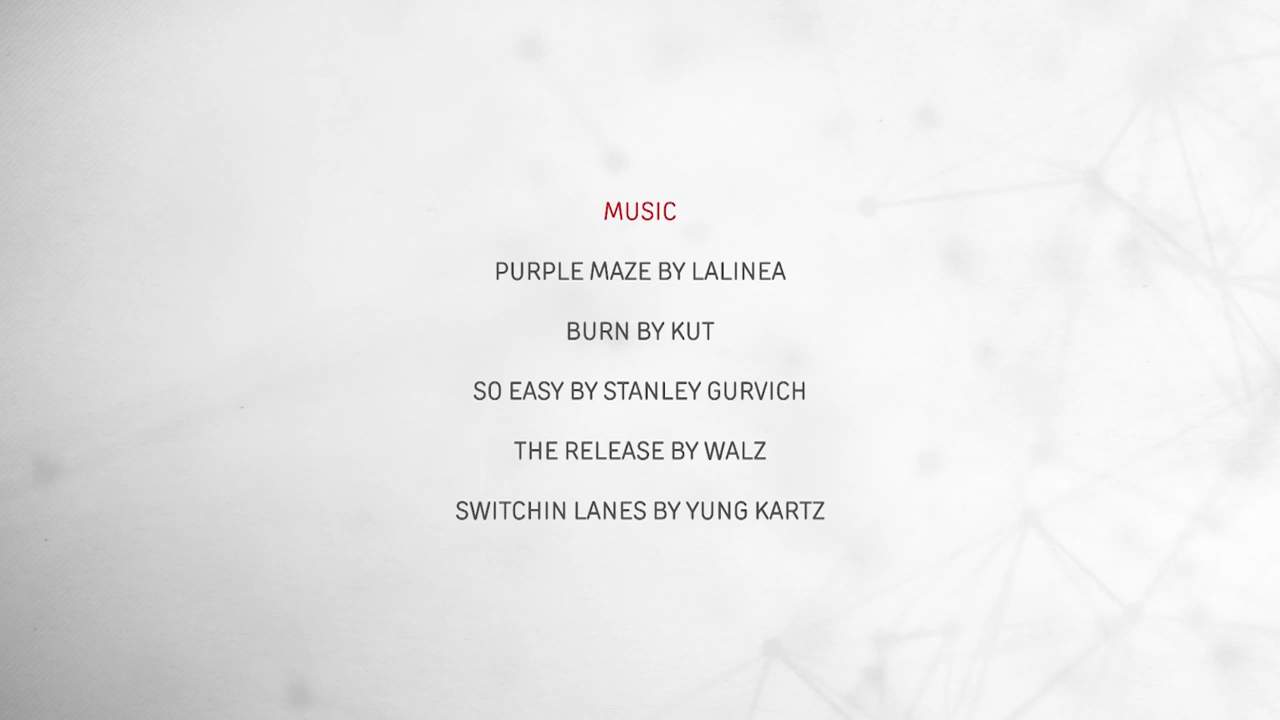 MUSIC
PURPLE MAZE BY LALINEA
BURN BY KUT
SO EASY BY STANLEY GURVICH
THE RELEASE BY WALZ
SWITCHIN LANES BY YUNG KARTZ